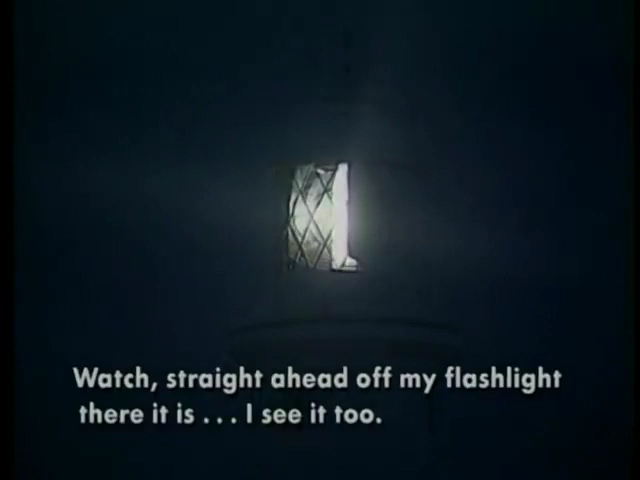 Watch, straight ahead off my flashlight
there it is . . . I see it too.